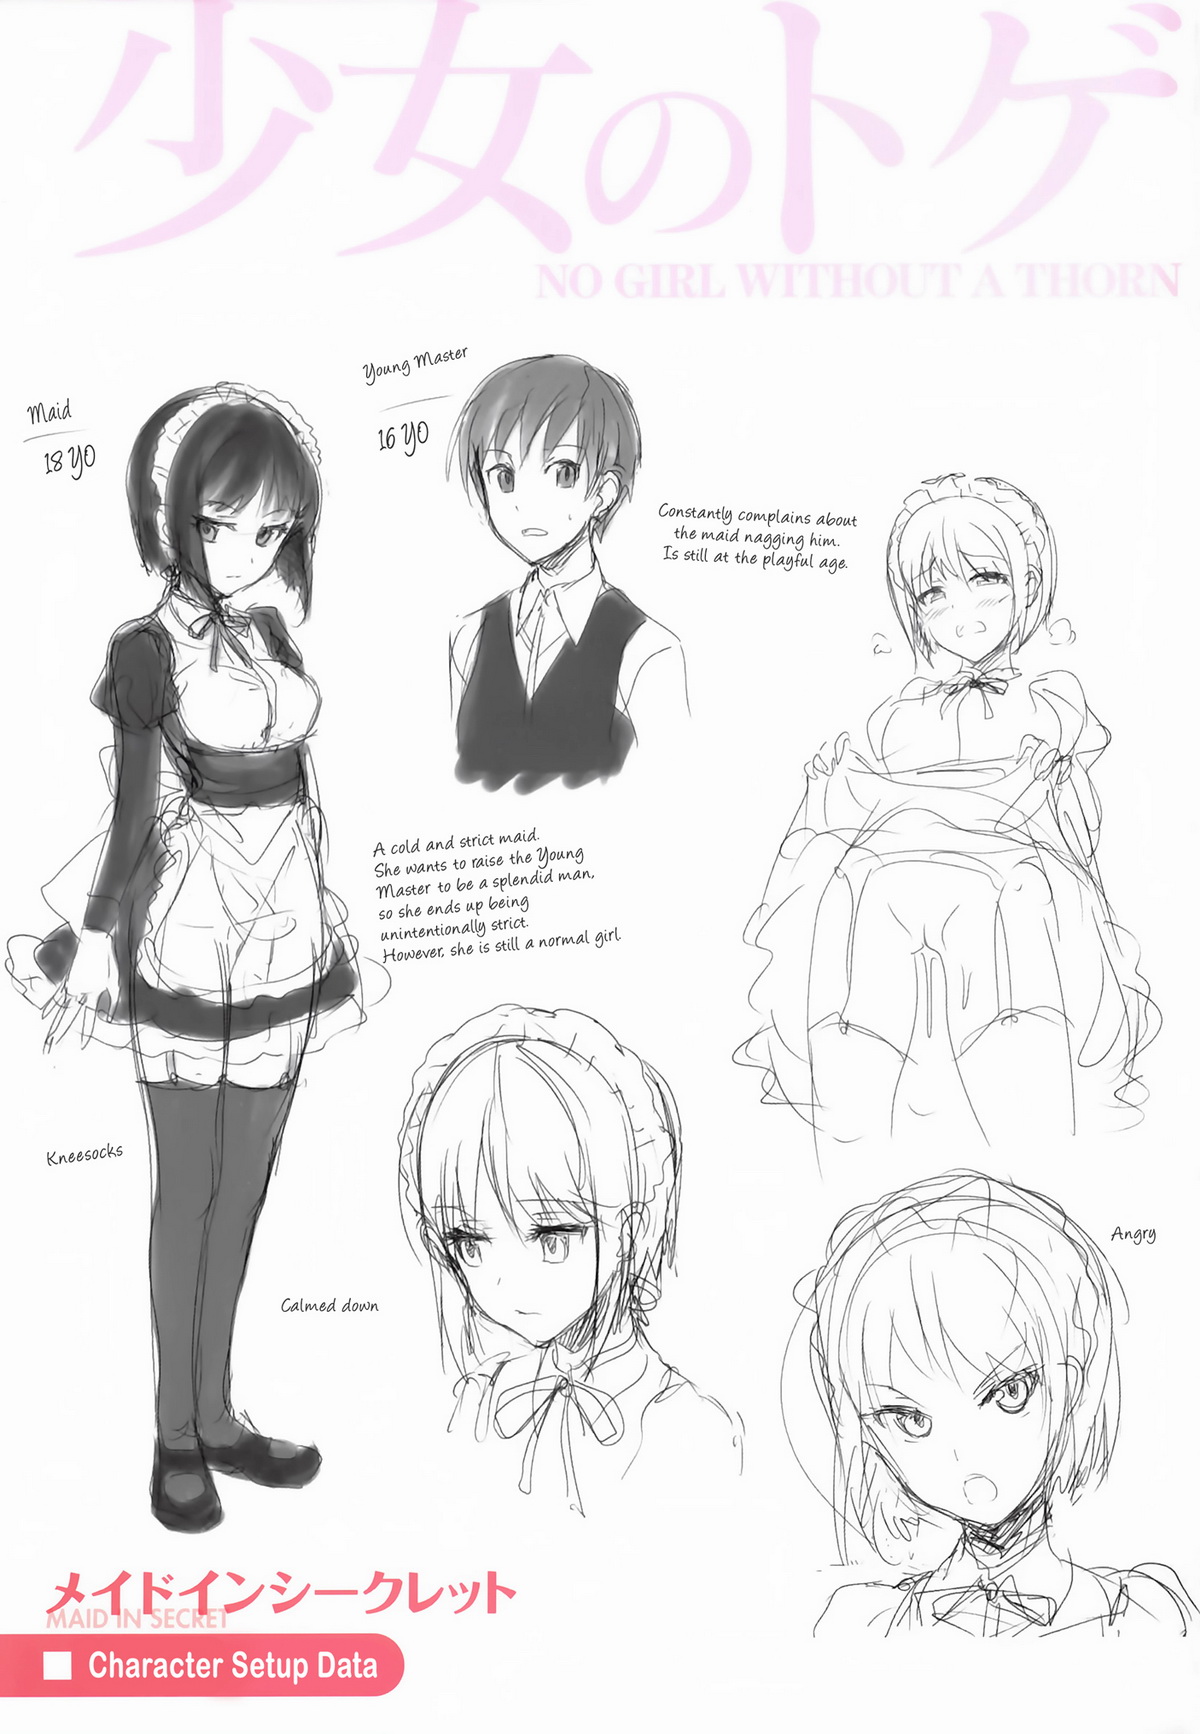 少女のトゲ
NO GIRL WITHOUT A THORN
Maid
18 YO
Young Master
16 YO
Constantly complains about
the maid nagging him.
Is still at the playful age.
A cold and strict maid.
She wants to raise the Young
Master to be a splendid man,
so she ends up being
unintentionally strict.
However, she is still a normal girl.
Kneesocks
Calmed down
Angry
メイドインシークレット
MAID IN SECRET
Character Setup Data